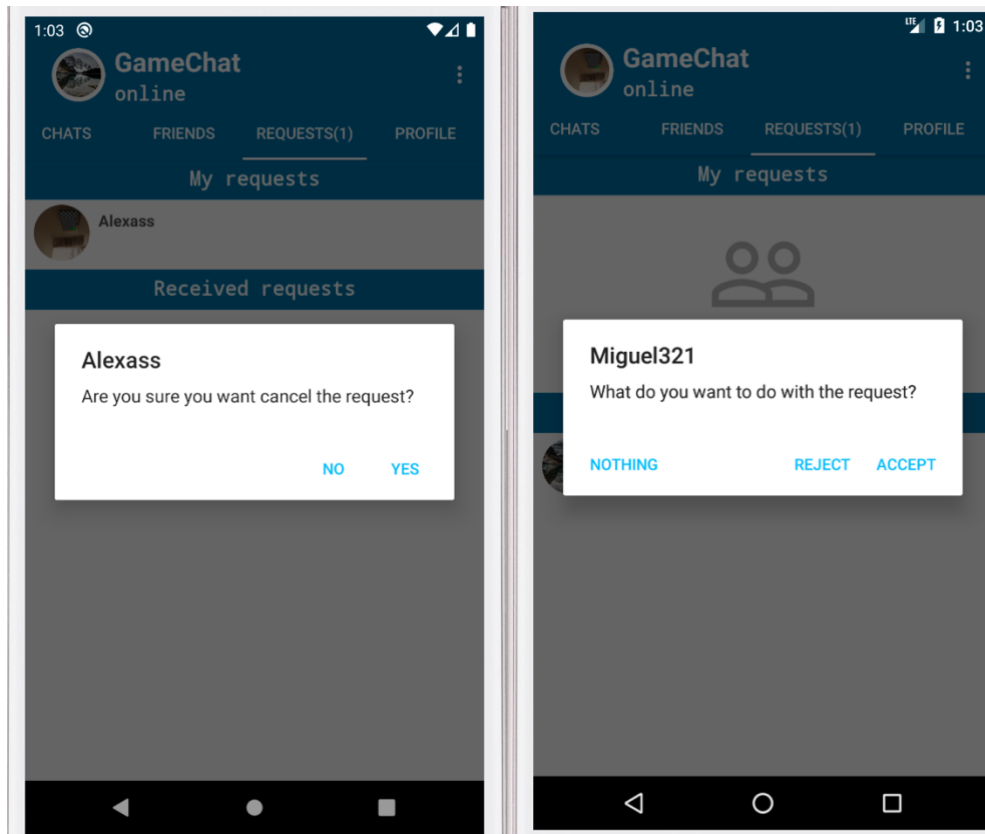 1:03
GameChat
online
CHATS FRIENDS REQUESTS(1) PROFILE
My requests
Alexass
Received requests
Alexass
Are you sure you want cancel the request?
NO YES
LTE 1:03
GameChat
online
CHATS FRIENDS REQUESTS(1) PROFILE
My requests
Miguel321
What do you want to do with the request?
NOTHING REJECT ACCEPT